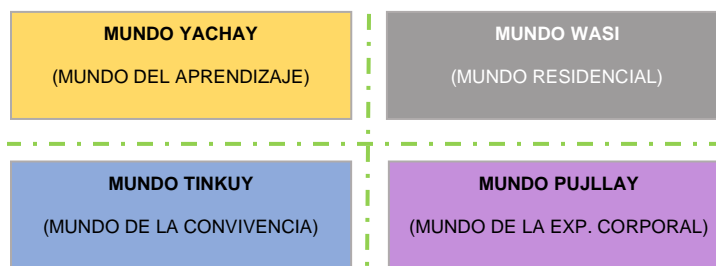 MUNDO YACHAY
(MUNDO DEL APRENDIZAJE)
MUNDO WASI
(MUNDO RESIDENCIAL)
MUNDO TINKUY
(MUNDO DE LA CONVIVENCIA)
MUNDO PUJLLAY
(MUNDO DE LA EXP. CORPORAL)